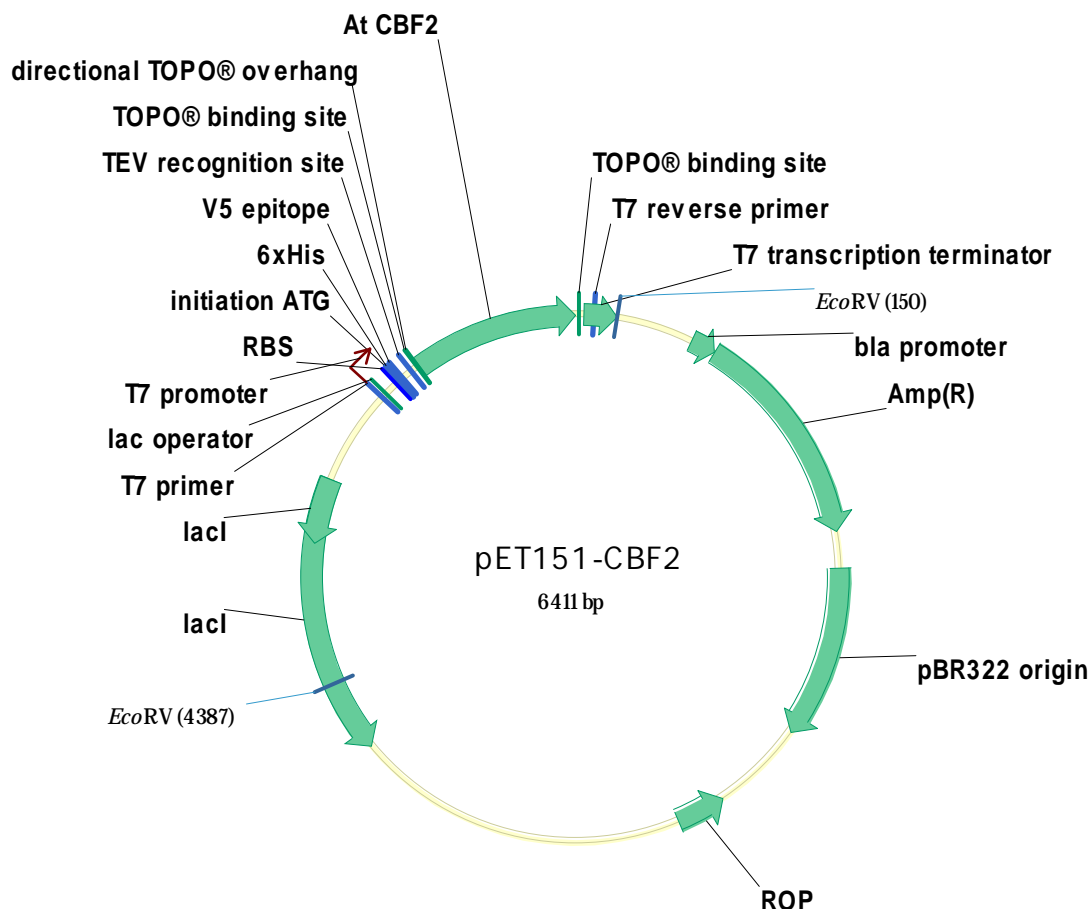 At CBF2
directional TOPO® overhang
TOPO® binding site
TEV recognition site
V5 epitope
6xHis
initiation ATG
RBS
T7 promoter
lac operator
T7 primer
lacI
lacI
EcoRV (4387)
TOPO® binding site
T7 reverse primer
T7 transcription terminator
EcoRV (150)
bla promoter
Amp(R)
pBR322 origin
ROP
pET151-CBF2
6411 bp